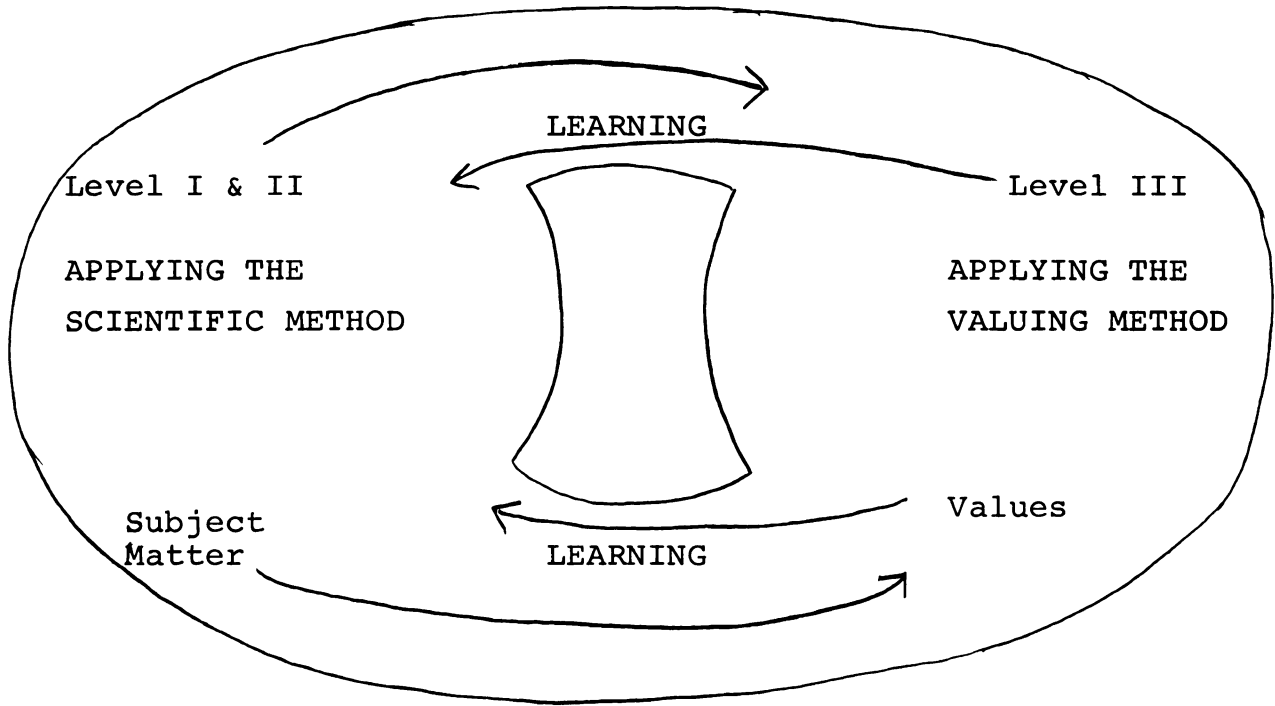 LEARNING
Level I & II
Level III
APPLYING THE
SCIENTIFIC METHOD
APPLYING THE
VALUING METHOD
Subject
Matter
Values
LEARNING